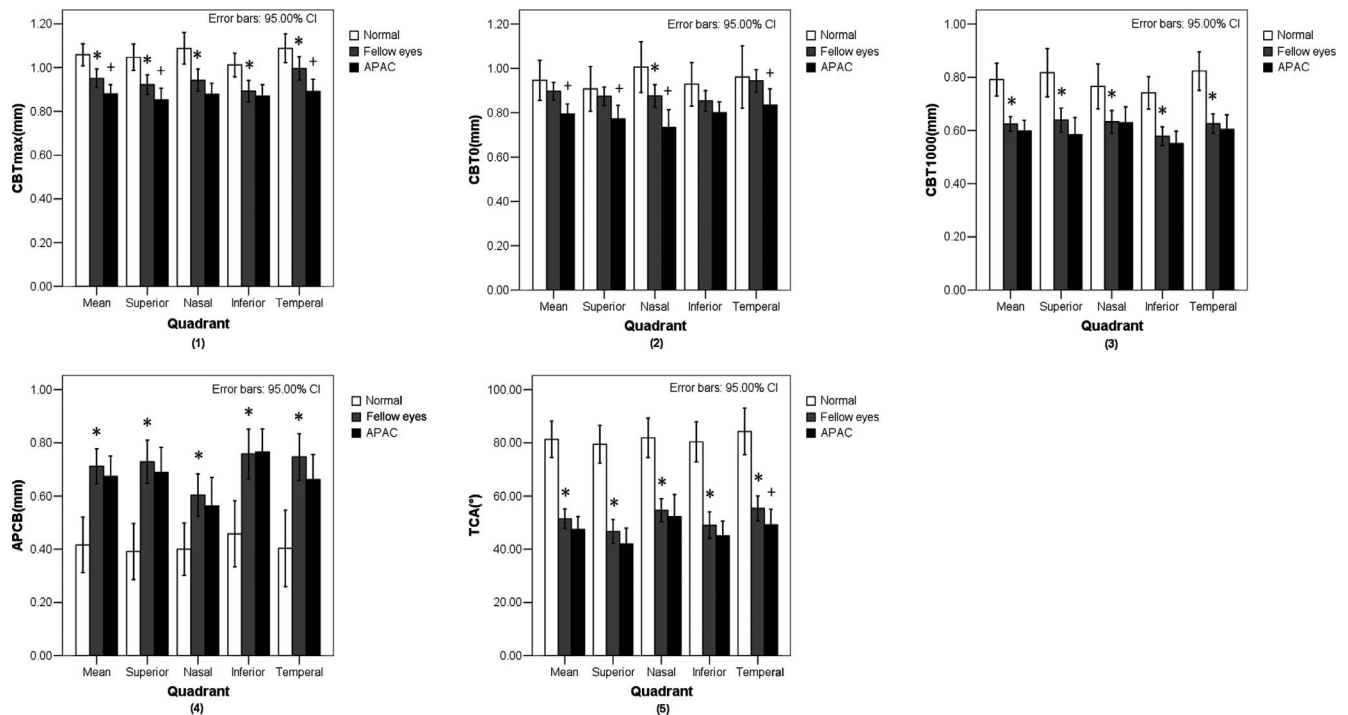 Error bars: 95.00% CI
Normal
Fellow eyes
APAC
CBTmax(mm)
1.20
1.00
0.80
0.60
0.40
0.20
0.00
* + * + * * * +
Mean Superior Nasal Inferior Temperal
Quadrant
(1)
Error bars: 95.00% CI
Normal
Fellow eyes
APAC
CBT0(mm)
1.20
1.00
0.80
0.60
0.40
0.20
0.00
+ + * + +
Mean Superior Nasal Inferior Temperal
Quadrant
(2)
Error bars: 95.00% CI
Normal
Fellow eyes
APAC
CBT1000(mm)
1.00
0.80
0.60
0.40
0.20
0.00
* * * * *
Mean Superior Nasal Inferior Temperal
Quadrant
(3)
Error bars: 95.00% CI
Normal
Fellow eyes
APAC
APCB(mm)
1.00
0.80
0.60
0.40
0.20
0.00
* * * * *
Mean Superior Nasal Inferior Temperal
Quadrant
(4)
Error bars: 95.00% CI
Normal
Fellow eyes
APAC
TCA(°)
100.00
80.00
60.00
40.00
20.00
0.00
* * * * * +
Mean Superior Nasal Inferior Temperal
Quadrant
(5)